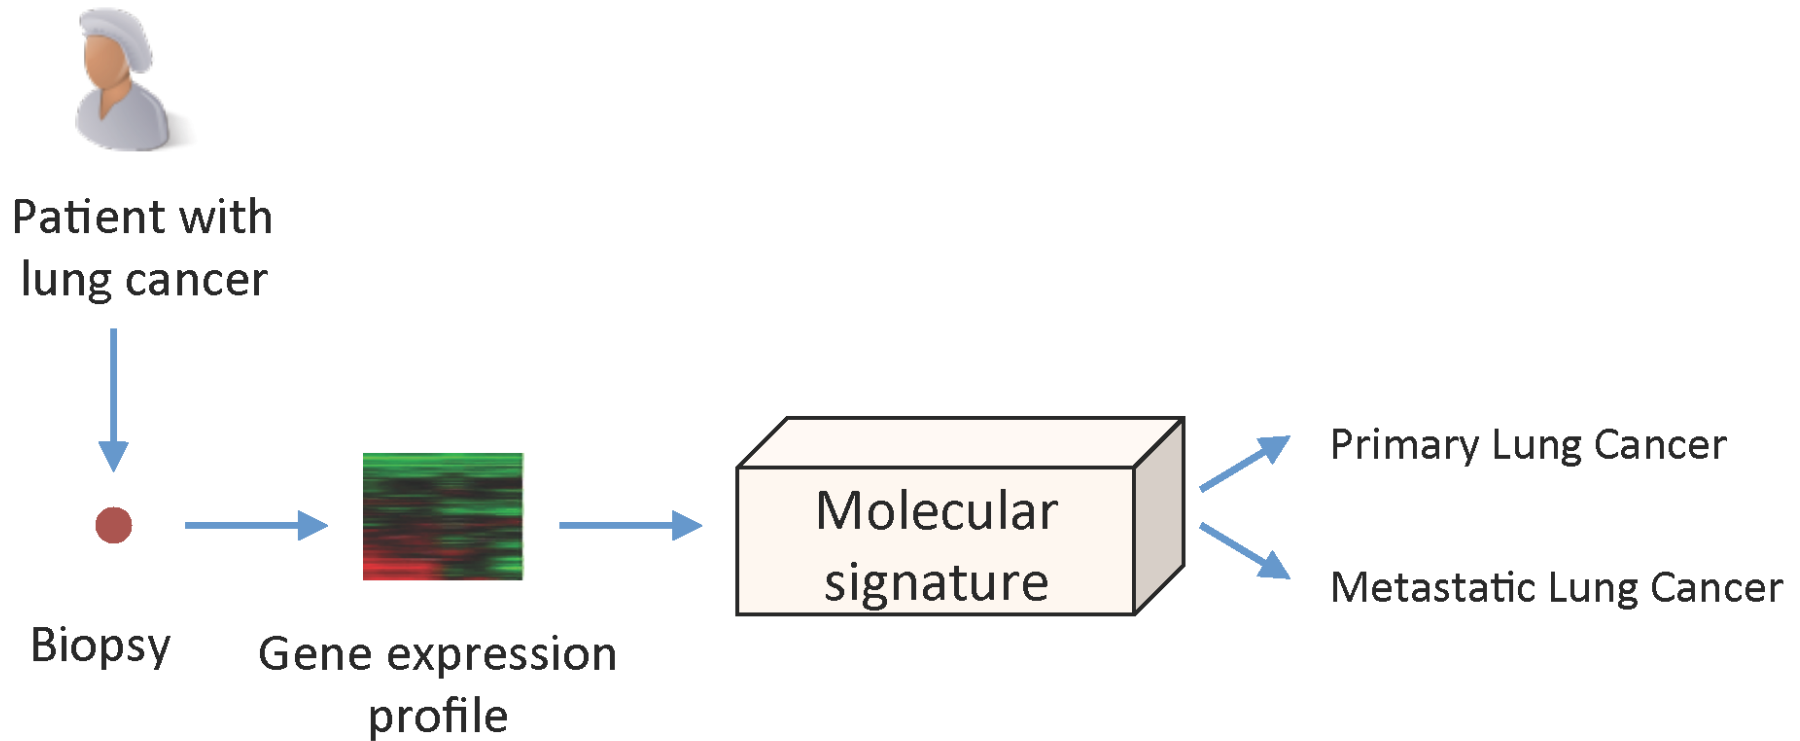 Patient with
lung cancer
Biopsy
Gene expression
profile
Molecular
signature
Primary Lung Cancer
Metastatic Lung Cancer